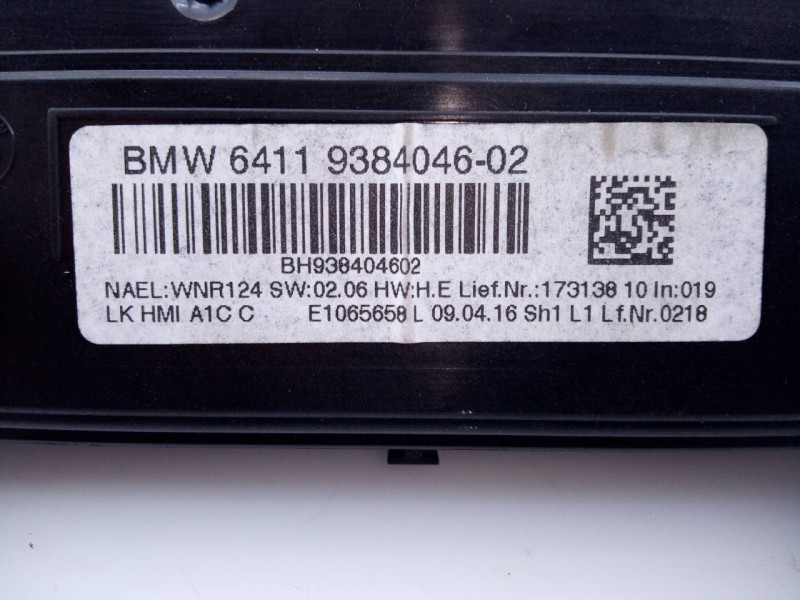 BMW 6411 9384046-02
BH938404602
NAEL:WNR124 SW:02.06 HW:H.E Lief.Nr.:173138 10 In:019
LK HMI A1C C E1065658 L 09.04.16 Sh1 L1 Lf.Nr.0218